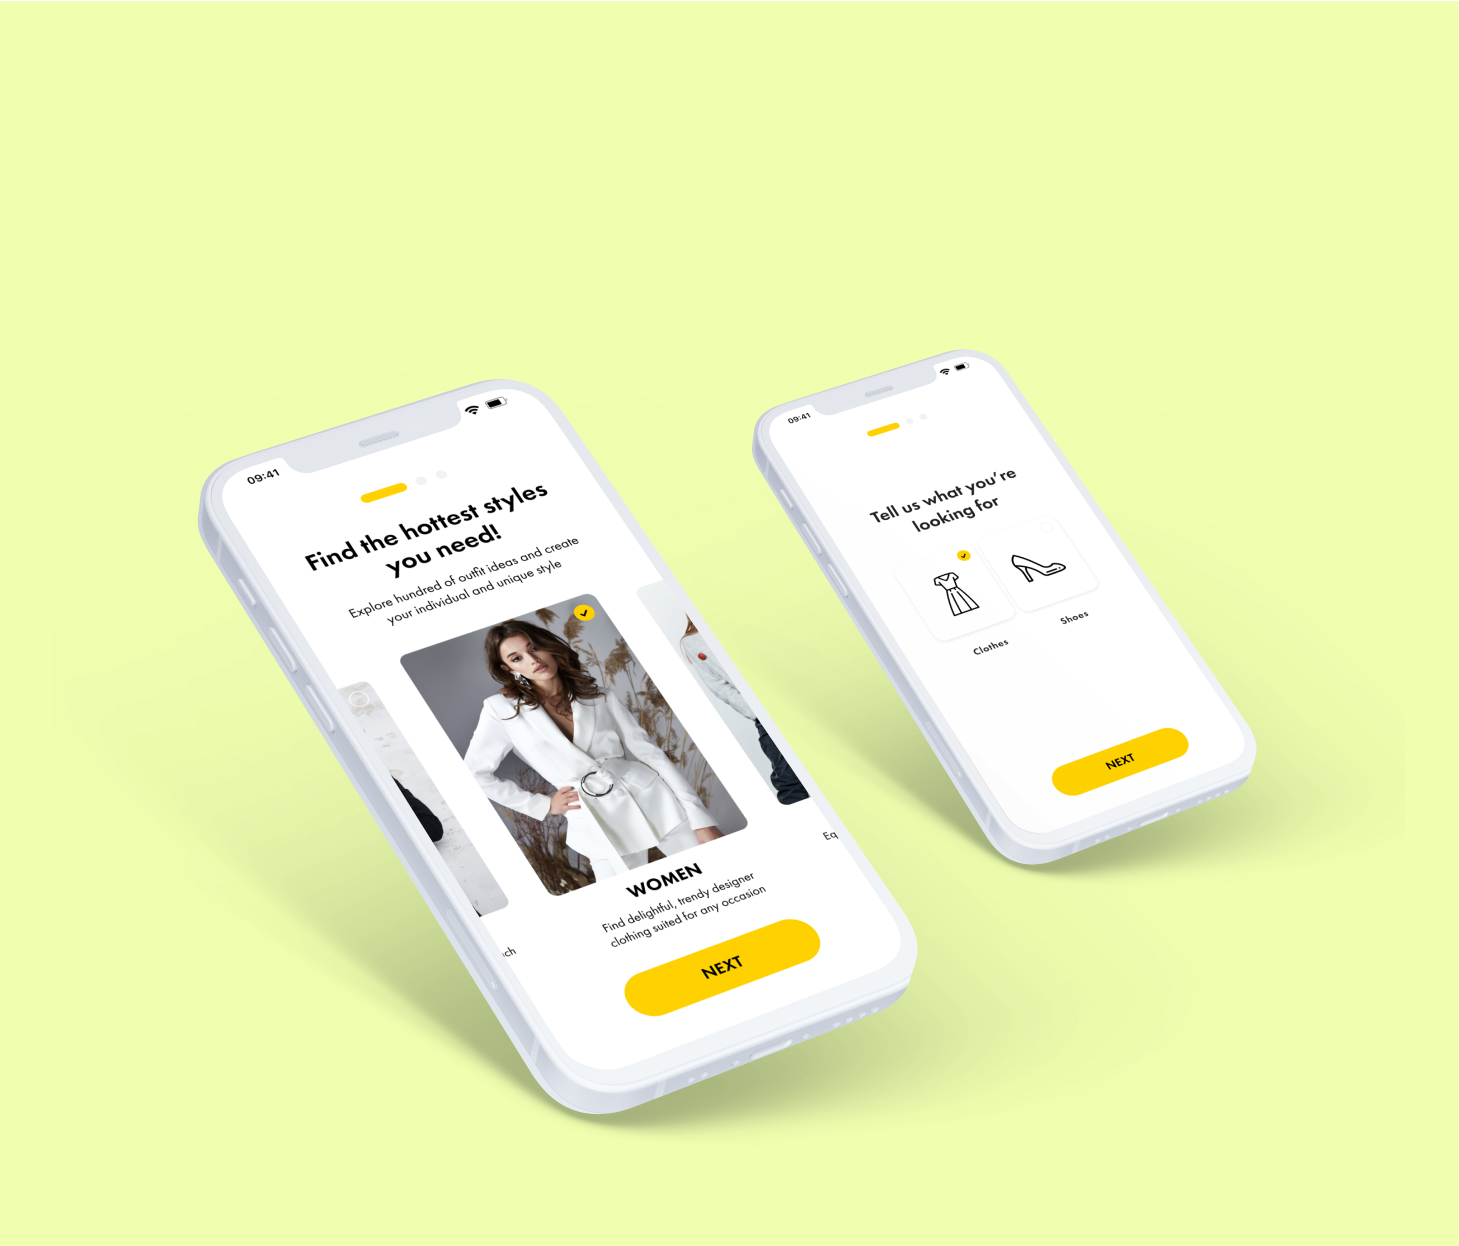 09:41
Find the hottest styles
you need!
Explore hundred of outfit ideas and create
your individual and unique style
WOMEN
Find delightful, trendy designer
clothing suited for any occasion
NEXT
09:41
Tell us what you're
looking for
Clothes
Shoes
NEXT